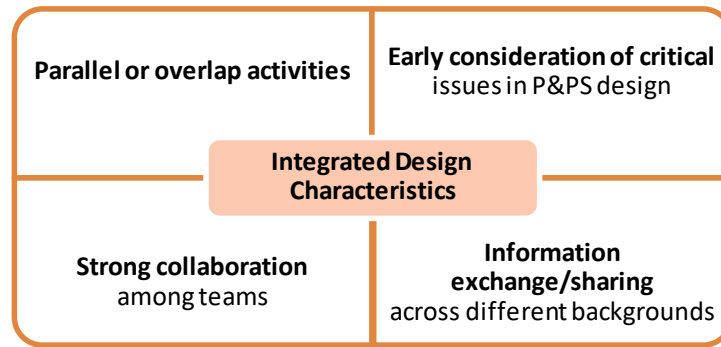 Parallel or overlap activities
Early consideration of critical
issues in P&PS design
Integrated Design
Characteristics
Strong collaboration
among teams
Information
exchange/sharing
across different backgrounds